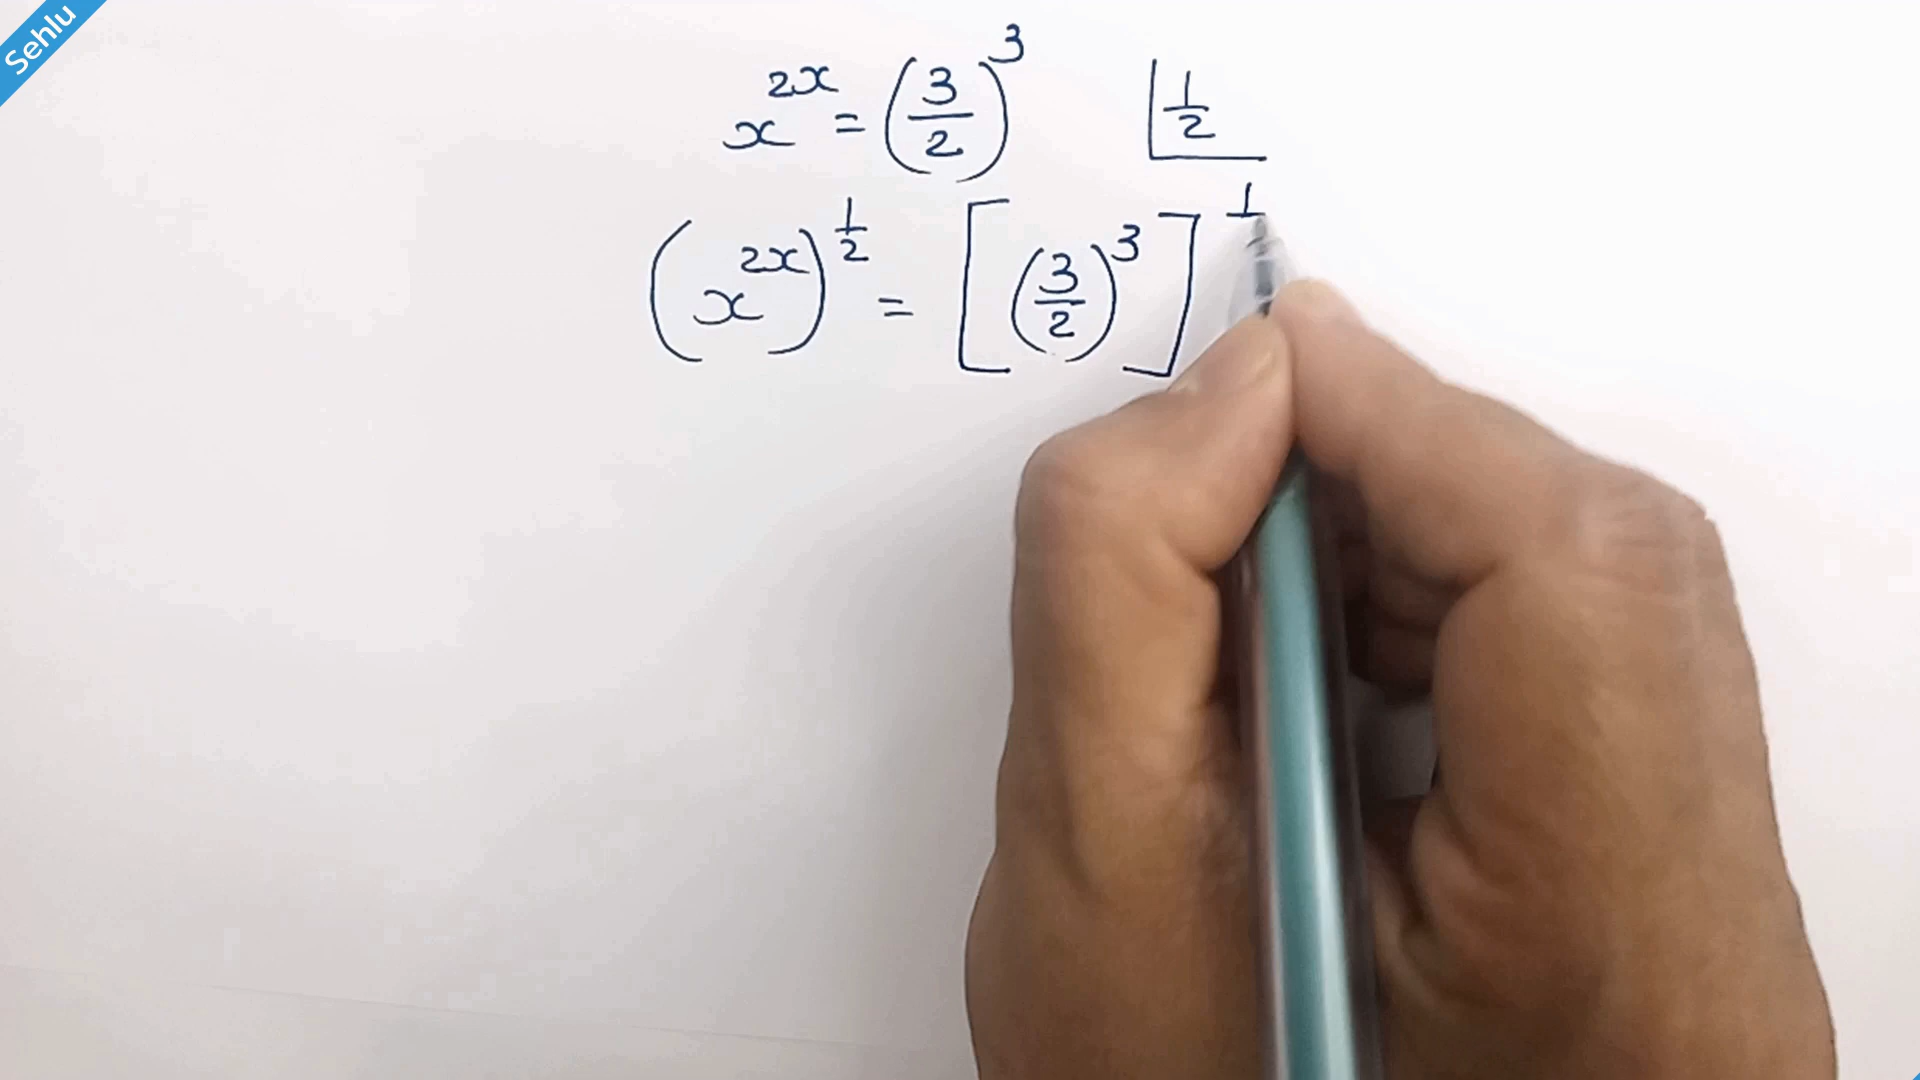 Sehlu
x^{2x} = (3/2)^3 1/2
(x^{2x})^{1/2} = [(3/2)^3]^1